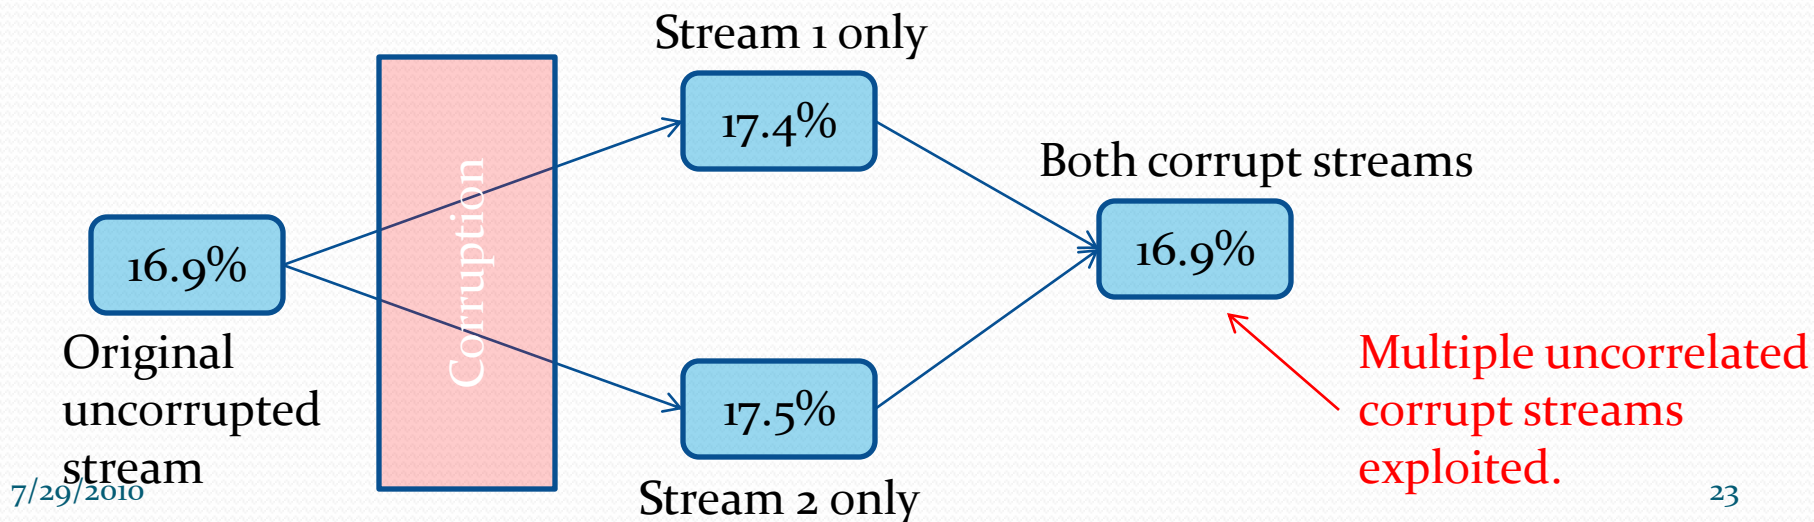 Stream 1 only
17.4%
Both corrupt streams
Corruption
16.9%
16.9%
Original
uncorrupted
stream
17.5%
Stream 2 only
Multiple uncorrelated
corrupt streams
exploited.
7/29/2010
23